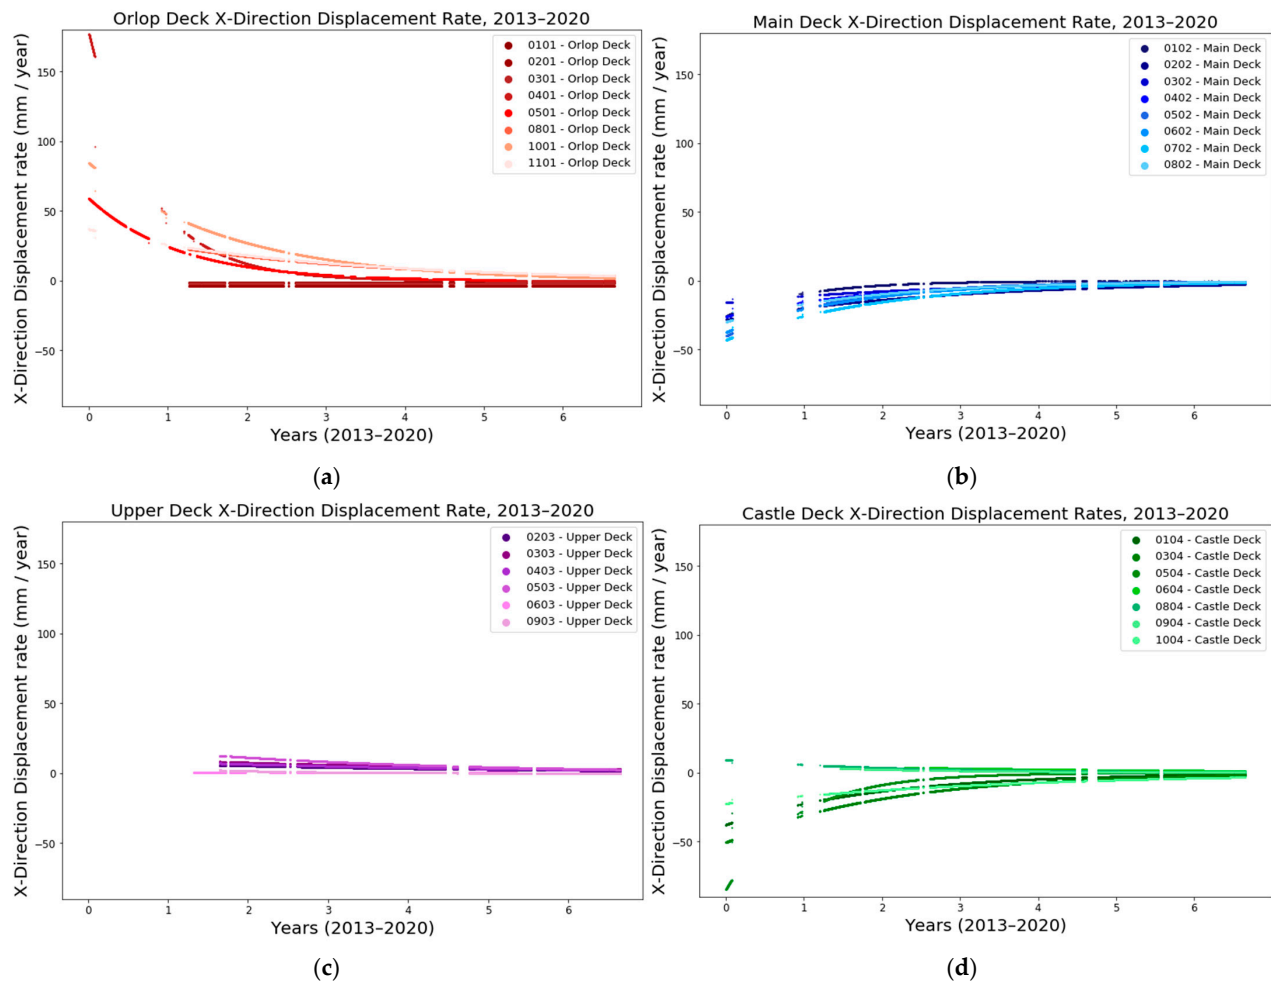 Orlop Deck X-Direction Displacement Rate, 2013–2020
X-Direction Displacement rate (mm / year)
150
100
50
0
−50
0 1 2 3 4 5 6
Years (2013–2020)
0101 - Orlop Deck
0201 - Orlop Deck
0301 - Orlop Deck
0401 - Orlop Deck
0501 - Orlop Deck
0801 - Orlop Deck
1001 - Orlop Deck
1101 - Orlop Deck
(a)
Main Deck X-Direction Displacement Rate, 2013–2020
X-Direction Displacement Rate (mm / year)
150
100
50
0
−50
0 1 2 3 4 5 6
Years (2013–2020)
0102 - Main Deck
0202 - Main Deck
0302 - Main Deck
0402 - Main Deck
0502 - Main Deck
0602 - Main Deck
0702 - Main Deck
0802 - Main Deck
(b)
Upper Deck X-Direction Displacement Rate, 2013–2020
X-Direction Displacement rate (mm / year)
150
100
50
0
−50
0 1 2 3 4 5 6
Years (2013–2020)
0203 - Upper Deck
0303 - Upper Deck
0403 - Upper Deck
0503 - Upper Deck
0603 - Upper Deck
0903 - Upper Deck
(c)
Castle Deck X-Direction Displacement Rates, 2013–2020
X-Direction Displacement rate (mm / year)
150
100
50
0
−50
0 1 2 3 4 5 6
Years (2013–2020)
0104 - Castle Deck
0304 - Castle Deck
0504 - Castle Deck
0604 - Castle Deck
0804 - Castle Deck
0904 - Castle Deck
1004 - Castle Deck
(d)